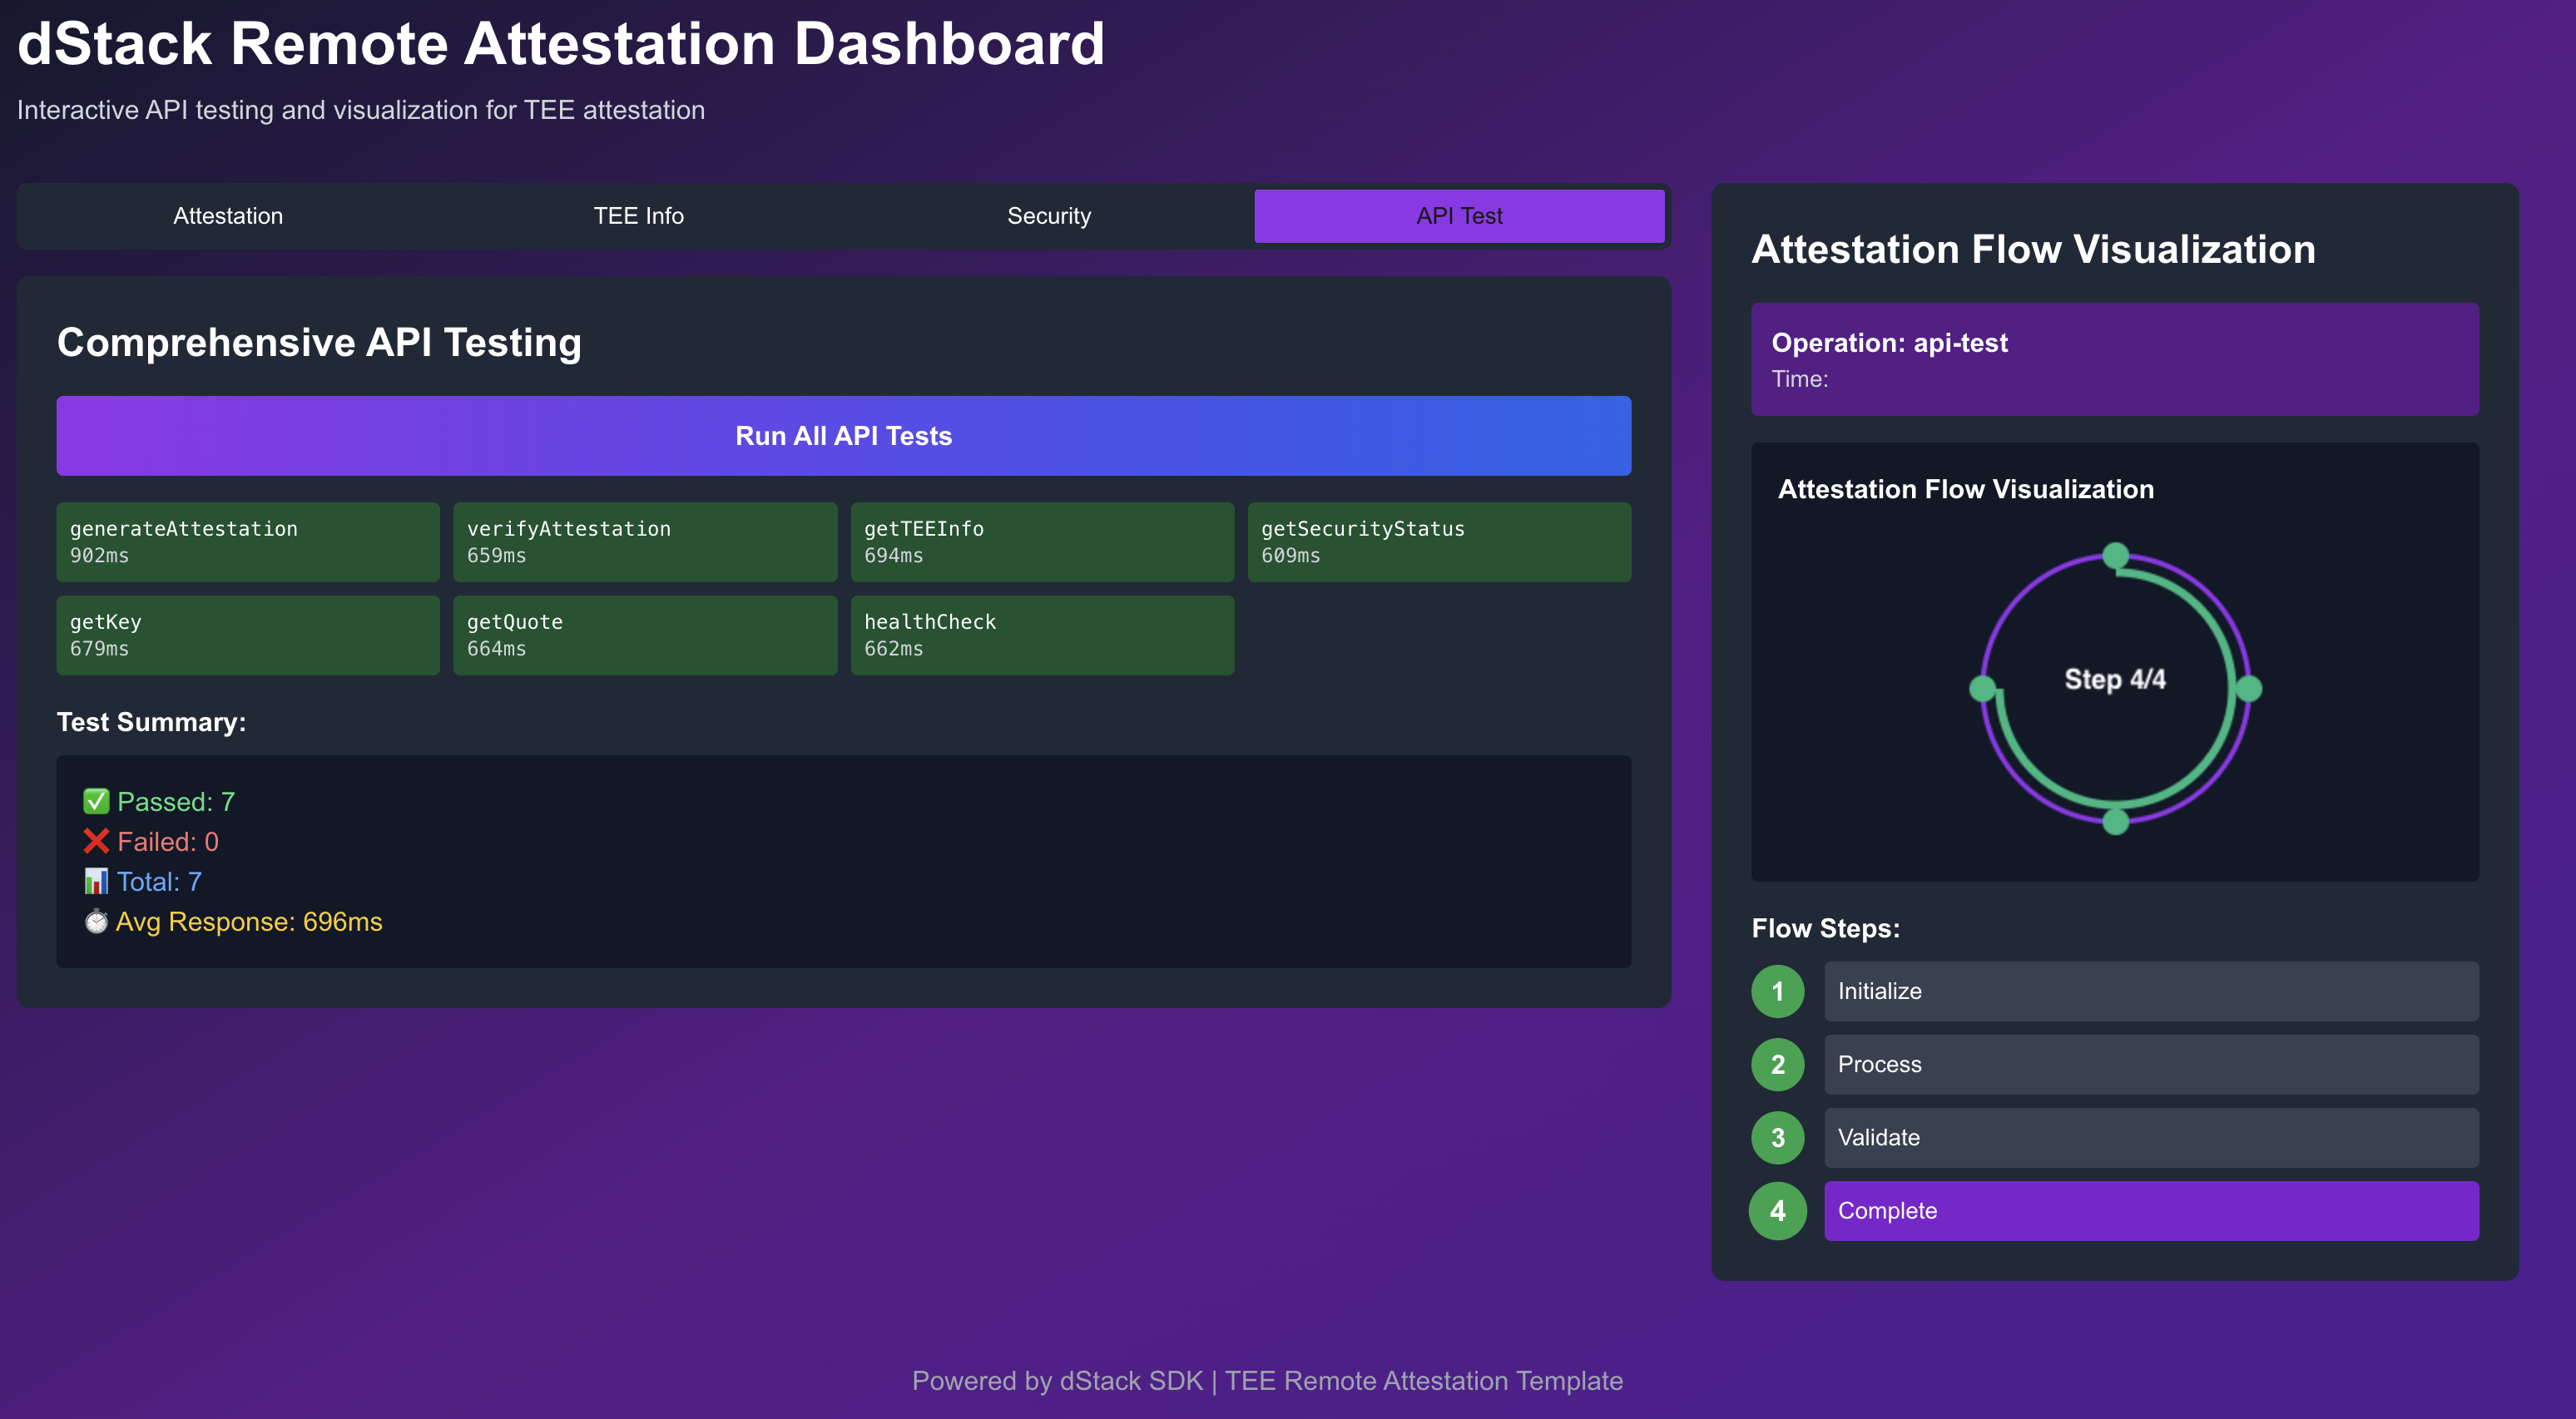 dStack Remote Attestation Dashboard
Interactive API testing and visualization for TEE attestation
Attestation
TEE Info
Security
API Test
Comprehensive API Testing
Run All API Tests
generateAttestation
902ms
verifyAttestation
659ms
getTEEInfo
694ms
getSecurityStatus
609ms
getKey
679ms
getQuote
664ms
healthCheck
662ms
Test Summary:
✅ Passed: 7
❌ Failed: 0
📊 Total: 7
⏱️ Avg Response: 696ms
Attestation Flow Visualization
Operation: api-test
Time:
Attestation Flow Visualization
Step 4/4
Flow Steps:
1 Initialize
2 Process
3 Validate
4 Complete
Powered by dStack SDK | TEE Remote Attestation Template